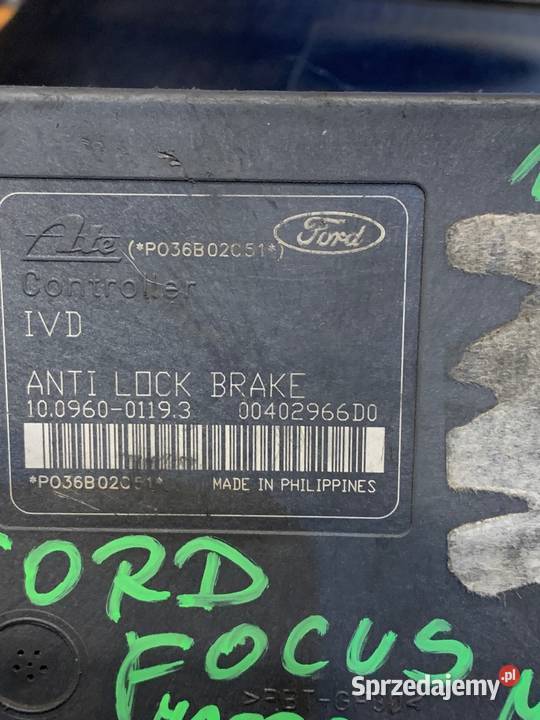 Ate (*P036B02C51*) Ford
Controller
IVD
ANTI LOCK BRAKE
10.0960-0119.3 00402966D0
*P036B02C51* MADE IN PHILIPPINES
FORD
FOCUS
Sprzedajemy.pl